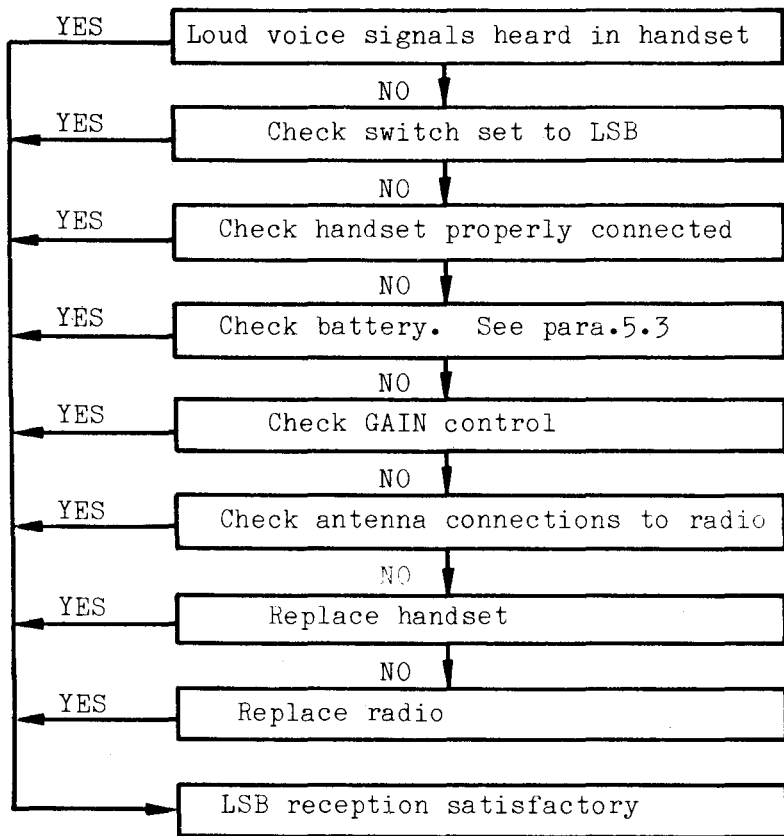 YES
Loud voice signals heard in handset
NO
YES
Check switch set to LSB
NO
YES
Check handset properly connected
NO
YES
Check battery. See para.5.3
NO
YES
Check GAIN control
NO
YES
Check antenna connections to radio
NO
YES
Replace handset
NO
YES
Replace radio
LSB reception satisfactory